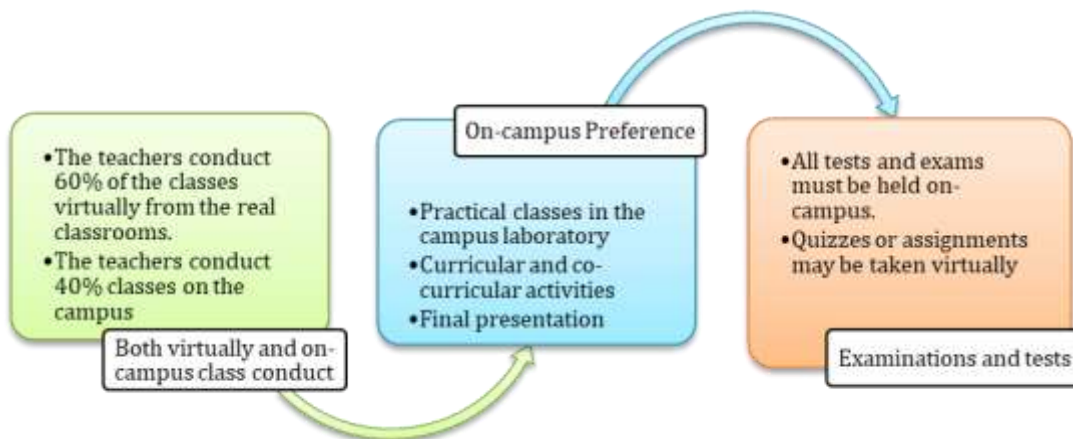 •The teachers conduct
60% of the classes
virtually from the real
classrooms.
•The teachers conduct
40% classes on the
campus
Both virtually and on-
campus class conduct
On-campus Preference
•Practical classes in the
campus laboratory
•Curricular and co-
curricular activities
•Final presentation
•All tests and exams
must be held on-
campus.
•Quizzes or assignments
may be taken virtually
Examinations and tests